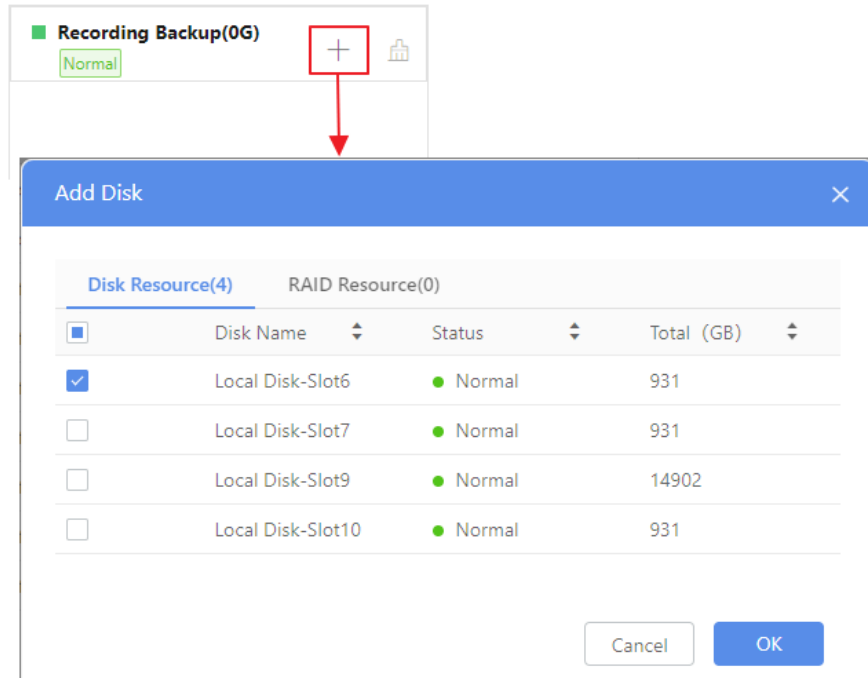 Recording Backup(0G)
Normal
Add Disk
Disk Resource(4) RAID Resource(0)
Disk Name Status Total (GB)
Local Disk-Slot6 Normal 931
Local Disk-Slot7 Normal 931
Local Disk-Slot9 Normal 14902
Local Disk-Slot10 Normal 931
Cancel OK